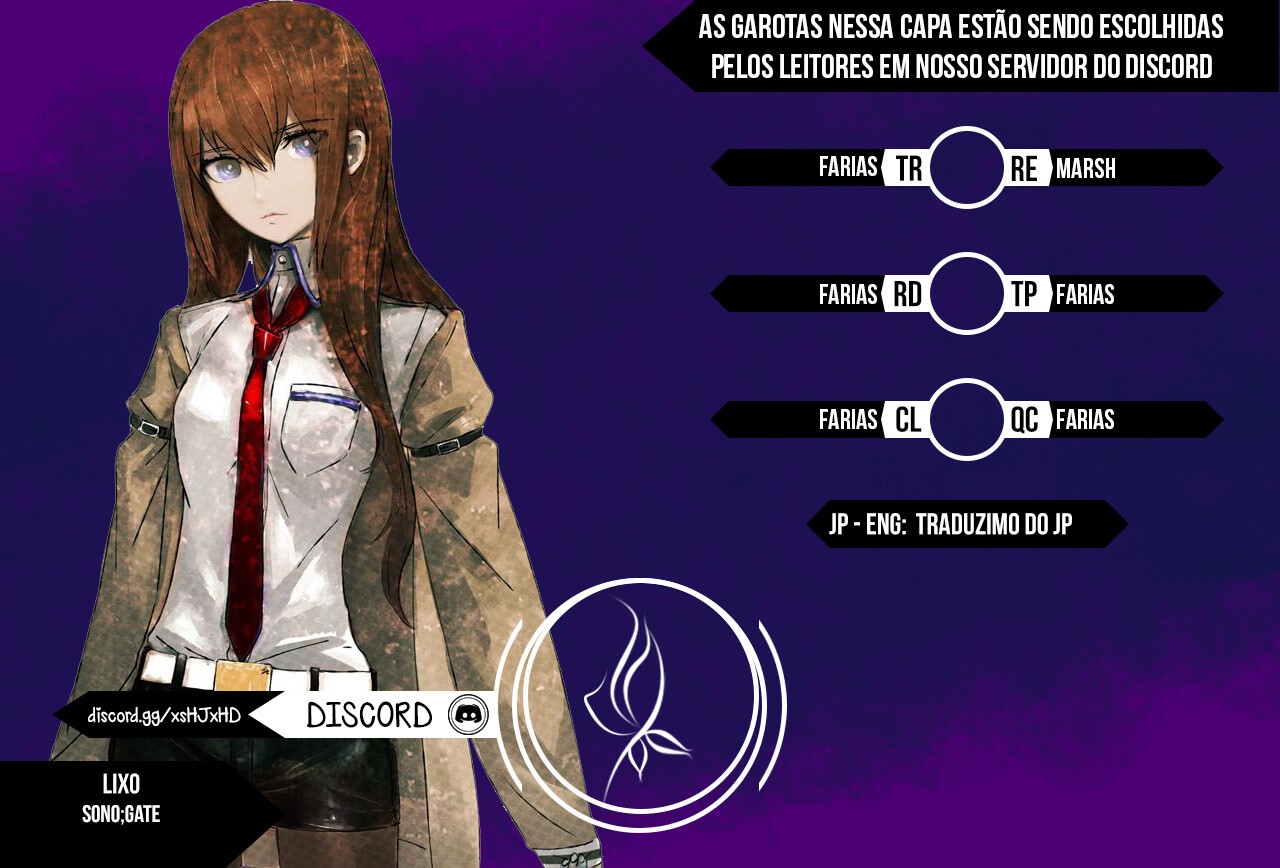 AS GAROTAS NESSA CAPA ESTÃO SENDO ESCOLHIDAS
PELOS LEITORES EM NOSSO SERVIDOR DO DISCORD
FARIAS TR RE MARSH
FARIAS RD TP FARIAS
FARIAS CL QC FARIAS
JP - ENG: TRADUZIMO DO JP
discord.gg/xsHJxHD DISCORD
LIXO
SONO;GATE